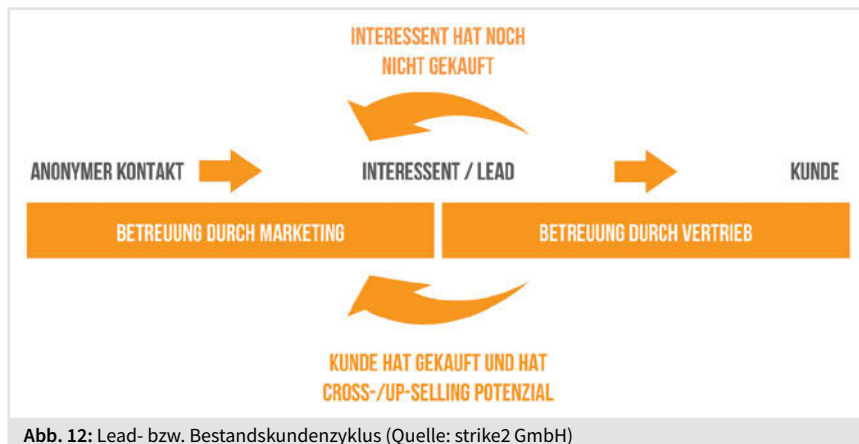 INTERESSENT HAT NOCH
NICHT GEKAUFT
ANONYMER KONTAKT
INTERESSENT / LEAD
KUNDE
BETREUUNG DURCH MARKETING
BETREUUNG DURCH VERTRIEB
KUNDE HAT GEKAUFT UND HAT
CROSS-/UP-SELLING POTENZIAL
Abb. 12: Lead- bzw. Bestandskundenzyklus (Quelle: strike2 GmbH)